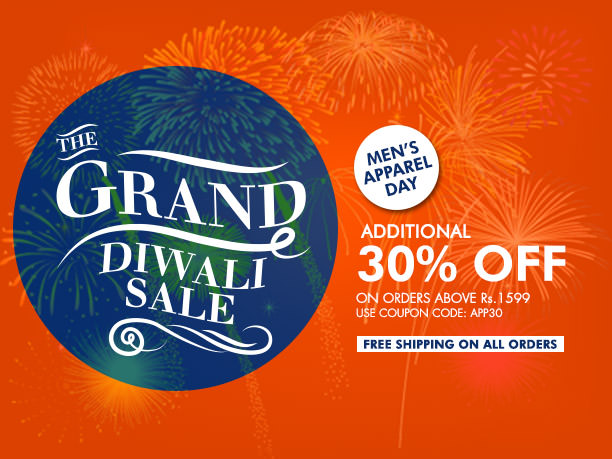 THE
GRAND
DIWALI
SALE
MEN'S
APPAREL
DAY
ADDITIONAL
30% OFF
ON ORDERS ABOVE Rs.1599
USE COUPON CODE: APP30
FREE SHIPPING ON ALL ORDERS